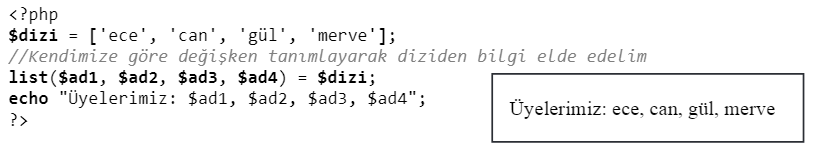 <?php
$dizi = ['ece', 'can', 'gül', 'merve'];
//Kendimize göre değişken tanımlayarak diziden bilgi elde edelim
list($ad1, $ad2, $ad3, $ad4) = $dizi;
echo "Üyelerimiz: $ad1, $ad2, $ad3, $ad4";
?>
Üyelerimiz: ece, can, gül, merve